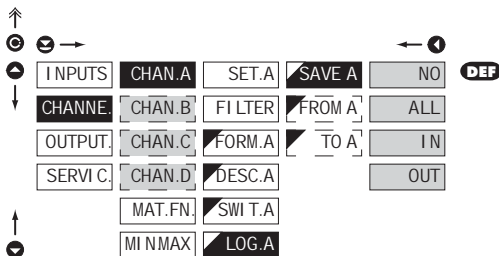 INPUTS CHAN.A SET.A SAVE A NO DEF
CHANNE. CHAN.B FILTER FROM A ALL
OUTPUT. CHAN.C FORM.A TO A IN
SERVIC. CHAN.D DESC.A OUT
MAT.FN. SWIT.A
MINMAX LOG.A